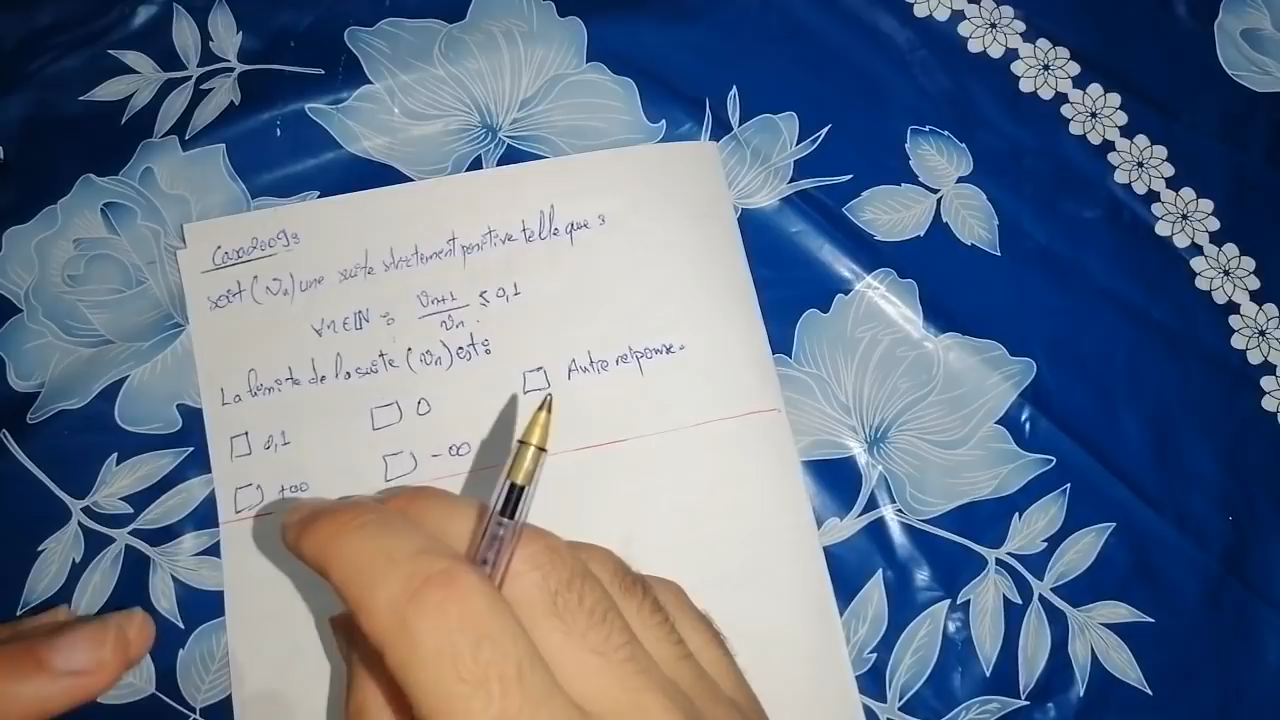 Casa2009:
soit (vₙ) une suite strictement positive telle que :
∀n∈ℕ : vₙ₊₁/vₙ ≤ 0,1
La limite de la suite (vₙ) est :
□ 0,1 □ 0 □ Autre réponse.
□ +∞ □ -∞